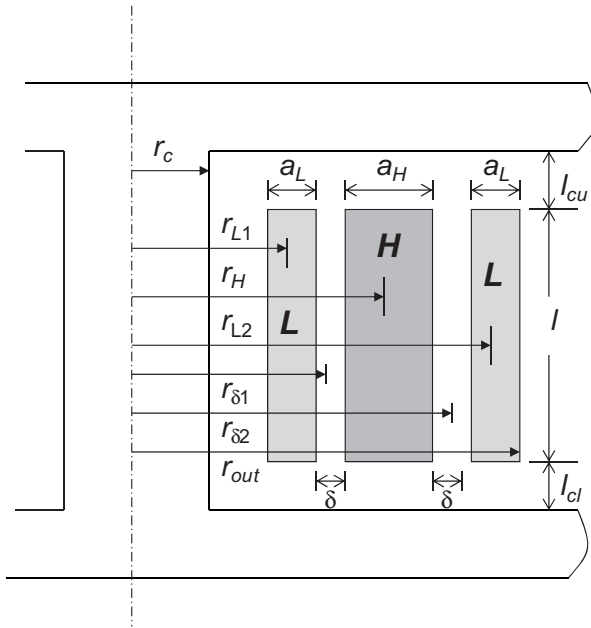 r_c
a_L
a_H
a_L
l_cu
r_L1
H
L
r_H
L
l
r_L2
r_δ1
r_δ2
r_out
δ
δ
l_cl